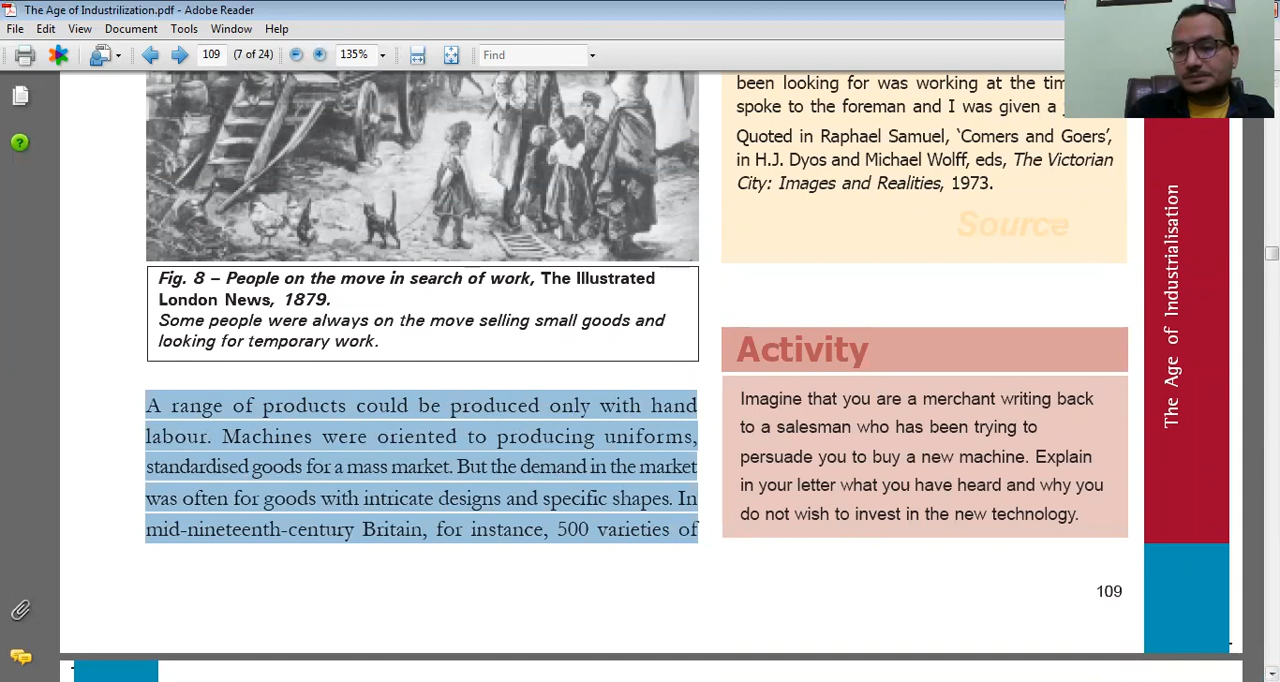 The Age of Industrilization.pdf - Adobe Reader
File Edit View Document Tools Window Help
109 (7 of 24) 135% Find
been looking for was working at the
spoke to the foreman and I was given a
Quoted in Raphael Samuel, ‘Comers and Goers’,
in H.J. Dyos and Michael Wolff, eds, The Victorian
City: Images and Realities, 1973.
Source
Fig. 8 – People on the move in search of work, The Illustrated
London News, 1879.
Some people were always on the move selling small goods and
looking for temporary work.
A range of products could be produced only with hand
labour. Machines were oriented to producing uniforms,
standardised goods for a mass market. But the demand in the market
was often for goods with intricate designs and specific shapes. In
mid-nineteenth-century Britain, for instance, 500 varieties of
Activity
Imagine that you are a merchant writing back
to a salesman who has been trying to
persuade you to buy a new machine. Explain
in your letter what you have heard and why you
do not wish to invest in the new technology.
109
The Age of Industrialisation